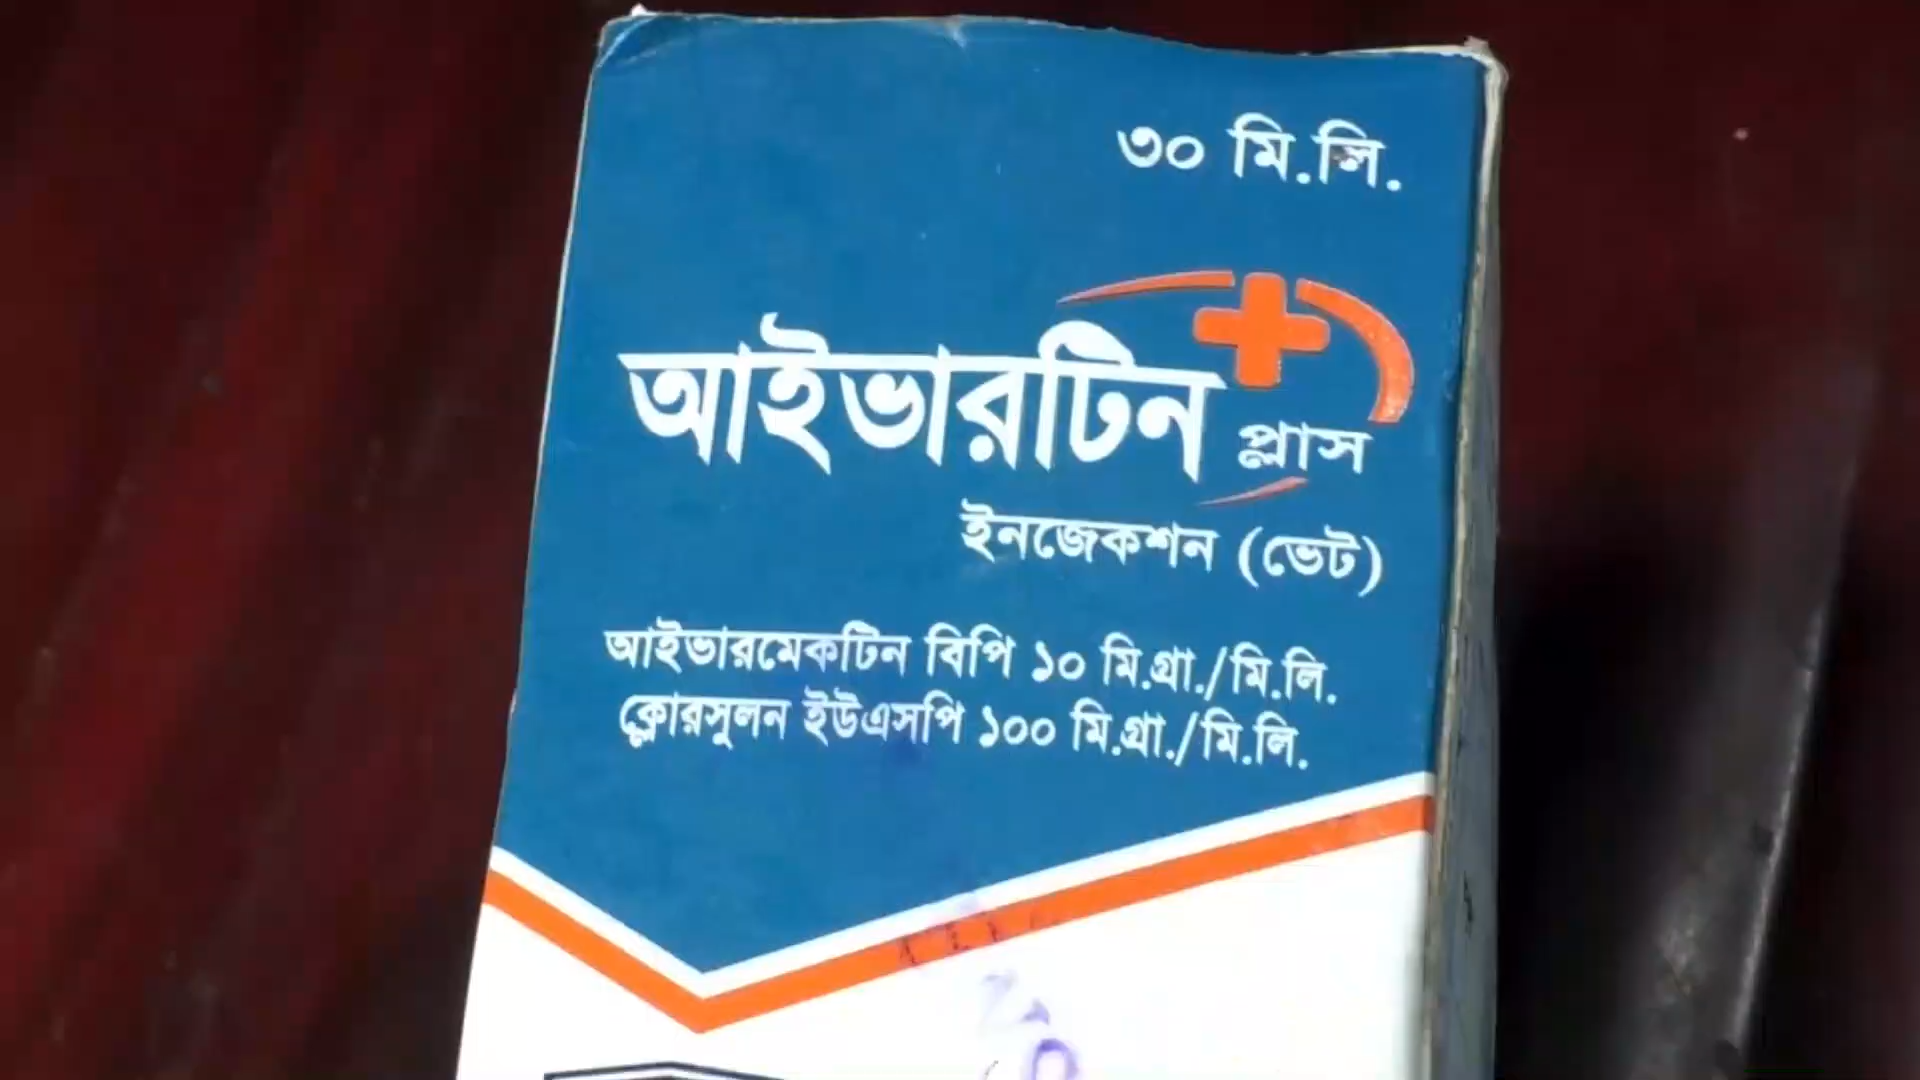 ৩০ মি.লি.
আইভারটিন প্লাস
ইনজেকশন (ভেট)
আইভারমেকটিন বিপি ১০ মি.গ্রা./মি.লি.
ক্লোরসুলন ইউএসপি ১০০ মি.গ্রা./মি.লি.